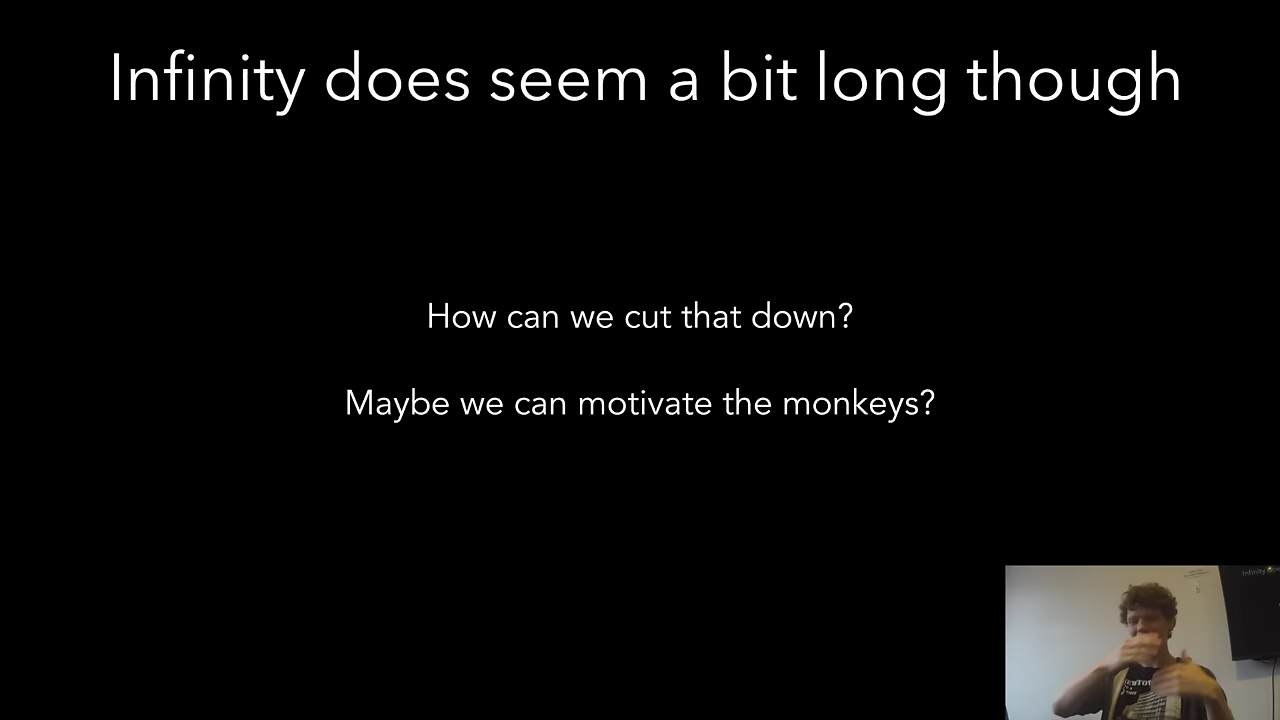 Infinity does seem a bit long though
How can we cut that down?
Maybe we can motivate the monkeys?